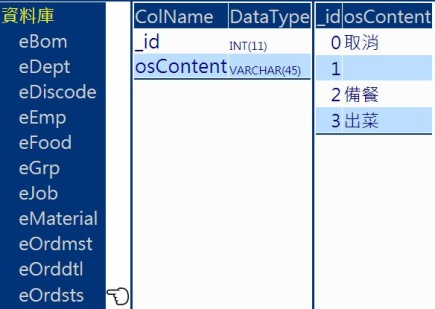 資料庫
eBom
eDept
eDiscode
eEmp
eFood
eGrp
eJob
eMaterial
eOrdmst
eOrddtl
eOrdsts
ColName DataType
_id INT(11)
osContent VARCHAR(45)
_id osContent
0 取消
1
2 備餐
3 出菜